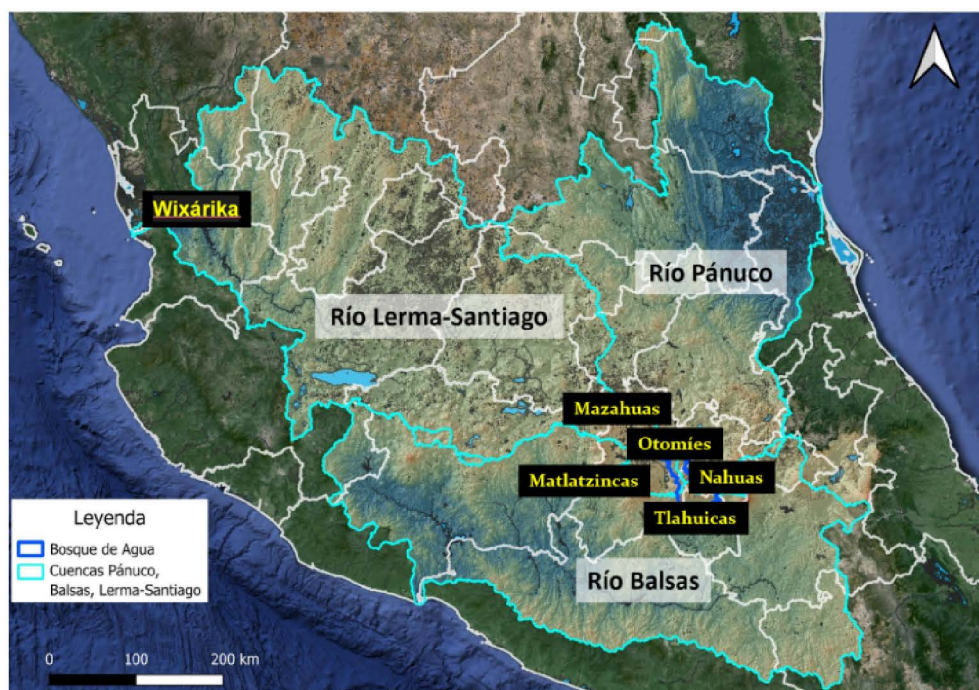 Wixárika
Río Pánuco
Río Lerma-Santiago
Mazahuas
Otomíes
Matlatzincas
Nahuas
Tlahuicas
Río Balsas
Leyenda
Bosque de Agua
Cuencas Pánuco,
Balsas, Lerma-Santiago
0 100 200 km